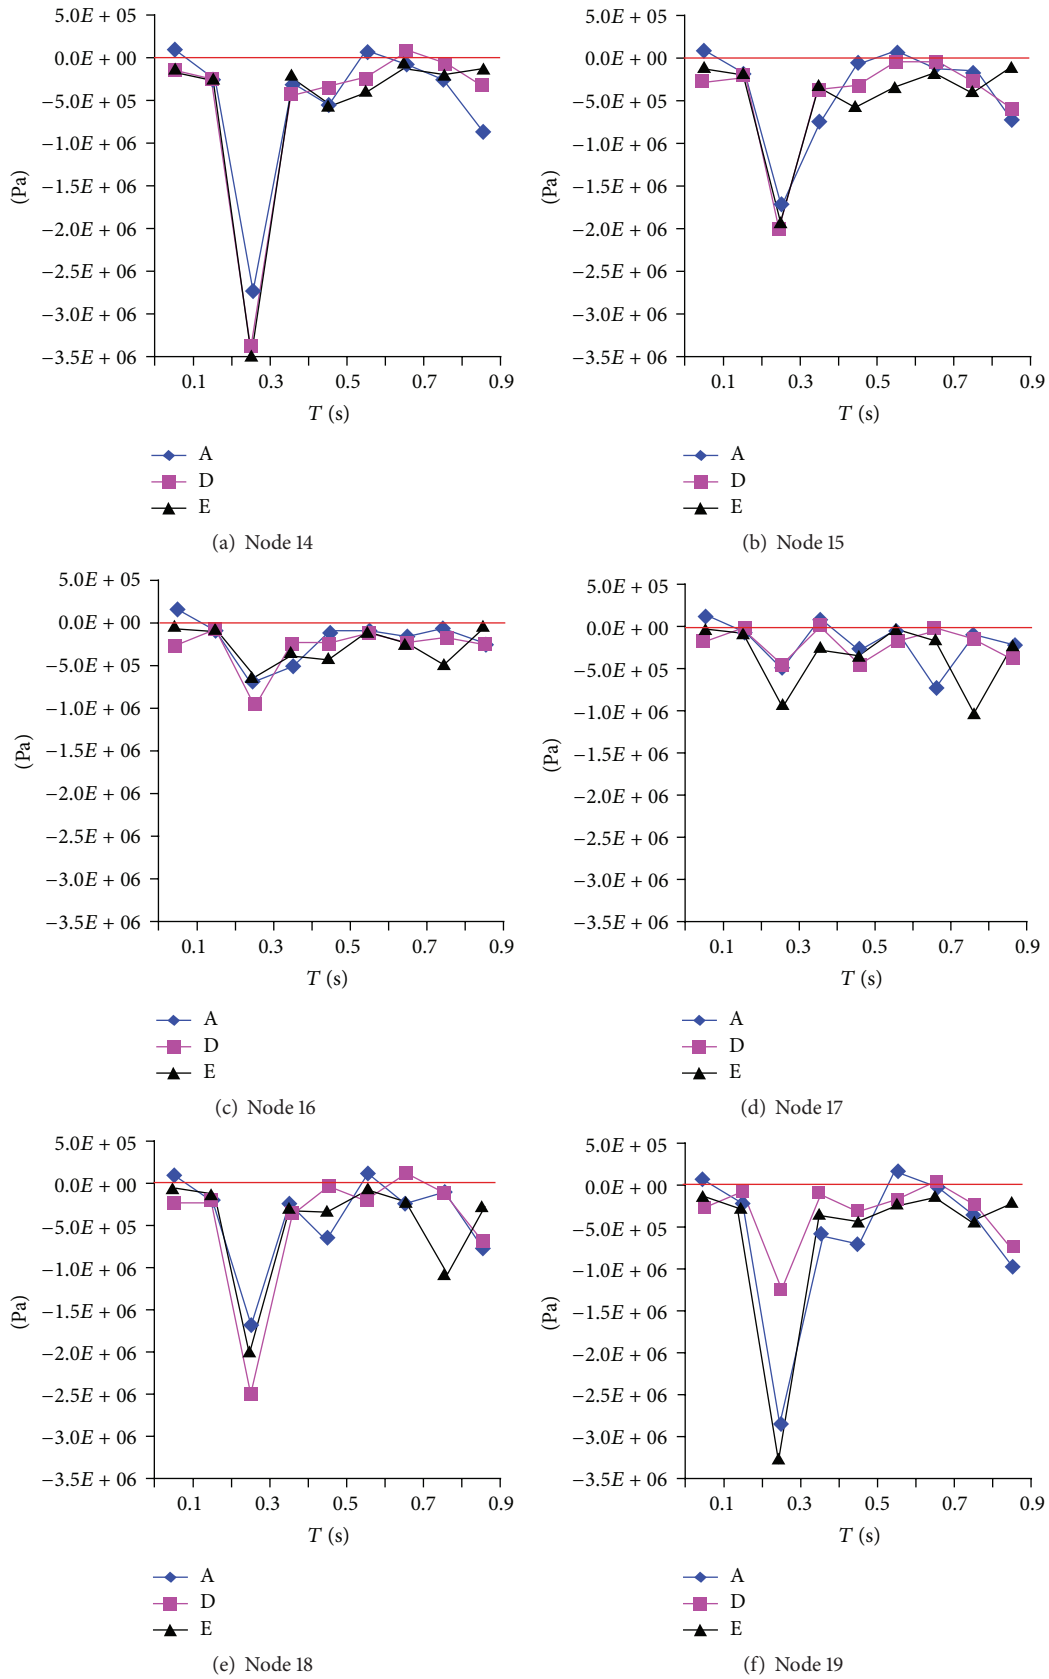 5.0E + 05
0.0E + 00
−5.0E + 05
−1.0E + 06
−1.5E + 06
−2.0E + 06
−2.5E + 06
−3.0E + 06
−3.5E + 06
(Pa)
0.1 0.3 0.5 0.7 0.9
T (s)
A
D
E
(a) Node 14
5.0E + 05
0.0E + 00
−5.0E + 05
−1.0E + 06
−1.5E + 06
−2.0E + 06
−2.5E + 06
−3.0E + 06
−3.5E + 06
(Pa)
0.1 0.3 0.5 0.7 0.9
T (s)
A
D
E
(b) Node 15
5.0E + 05
0.0E + 00
−5.0E + 05
−1.0E + 06
−1.5E + 06
−2.0E + 06
−2.5E + 06
−3.0E + 06
−3.5E + 06
(Pa)
0.1 0.3 0.5 0.7 0.9
T (s)
A
D
E
(c) Node 16
5.0E + 05
0.0E + 00
−5.0E + 05
−1.0E + 06
−1.5E + 06
−2.0E + 06
−2.5E + 06
−3.0E + 06
−3.5E + 06
(Pa)
0.1 0.3 0.5 0.7 0.9
T (s)
A
D
E
(d) Node 17
5.0E + 05
0.0E + 00
−5.0E + 05
−1.0E + 06
−1.5E + 06
−2.0E + 06
−2.5E + 06
−3.0E + 06
−3.5E + 06
(Pa)
0.1 0.3 0.5 0.7 0.9
T (s)
A
D
E
(e) Node 18
5.0E + 05
0.0E + 00
−5.0E + 05
−1.0E + 06
−1.5E + 06
−2.0E + 06
−2.5E + 06
−3.0E + 06
−3.5E + 06
(Pa)
0.1 0.3 0.5 0.7 0.9
T (s)
A
D
E
(f) Node 19